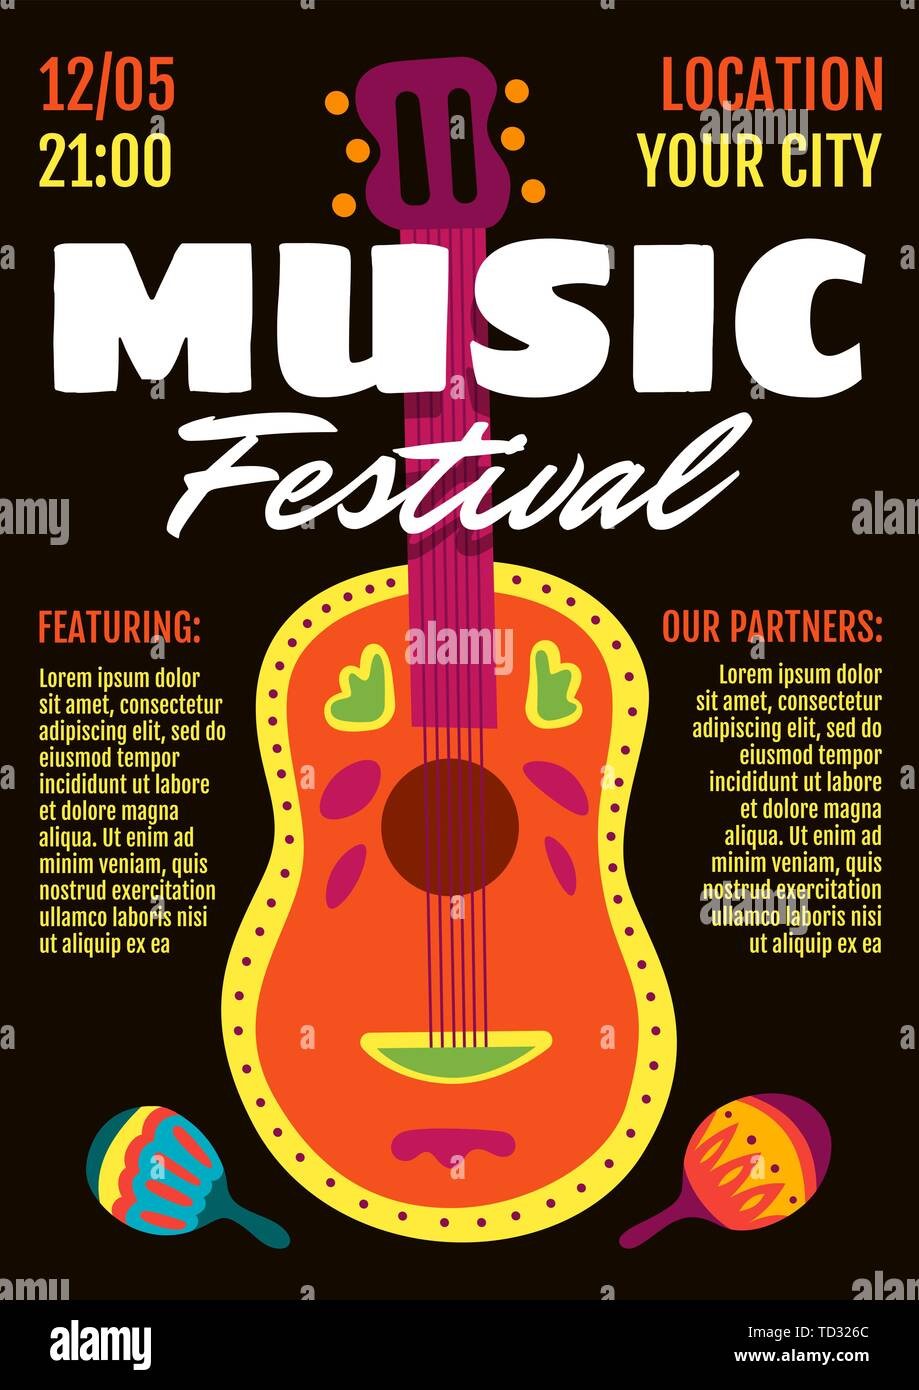 12/05
21:00
LOCATION
YOUR CITY
MUSIC
Festival
FEATURING:
Lorem ipsum dolor
sit amet, consectetur
adipiscing elit, sed do
eiusmod tempor
incididunt ut labore
et dolore magna
aliqua. Ut enim ad
minim veniam, quis
nostrud exercitation
ullamco laboris nisi
ut aliquip ex ea
OUR PARTNERS:
Lorem ipsum dolor
sit amet, consectetur
adipiscing elit, sed do
eiusmod tempor
incididunt ut labore
et dolore magna
aliqua. Ut enim ad
minim veniam, quis
nostrud exercitation
ullamco laboris nisi
ut aliquip ex ea
alamy
alamy
Image ID: TD326C
www.alamy.com